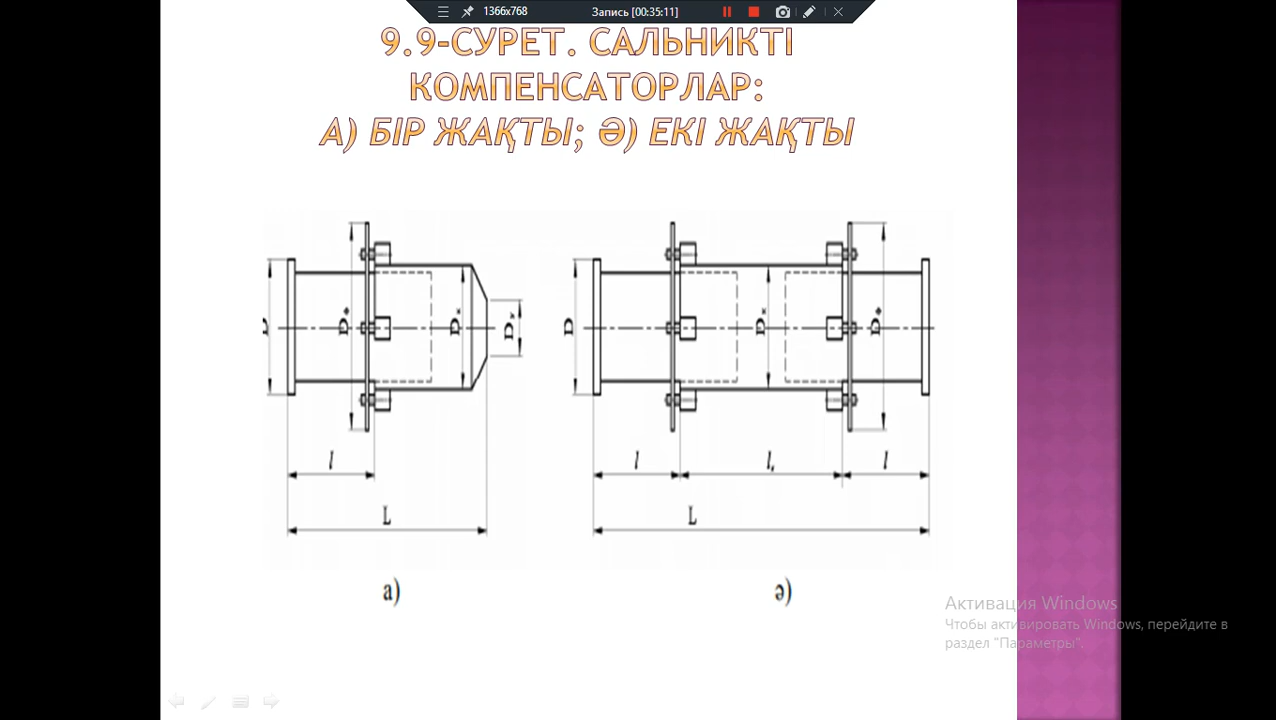 1366x768
Запись [00:35:11]
9.9-СУРЕТ. САЛЬНИКТІ
КОМПЕНСАТОРЛАР:
А) БІР ЖАҚТЫ; Ә) ЕКІ ЖАҚТЫ
D
l
L
а)
D
l
l
L
ә)
Активация Windows
Чтобы активировать Windows, перейдите в
раздел "Параметры".